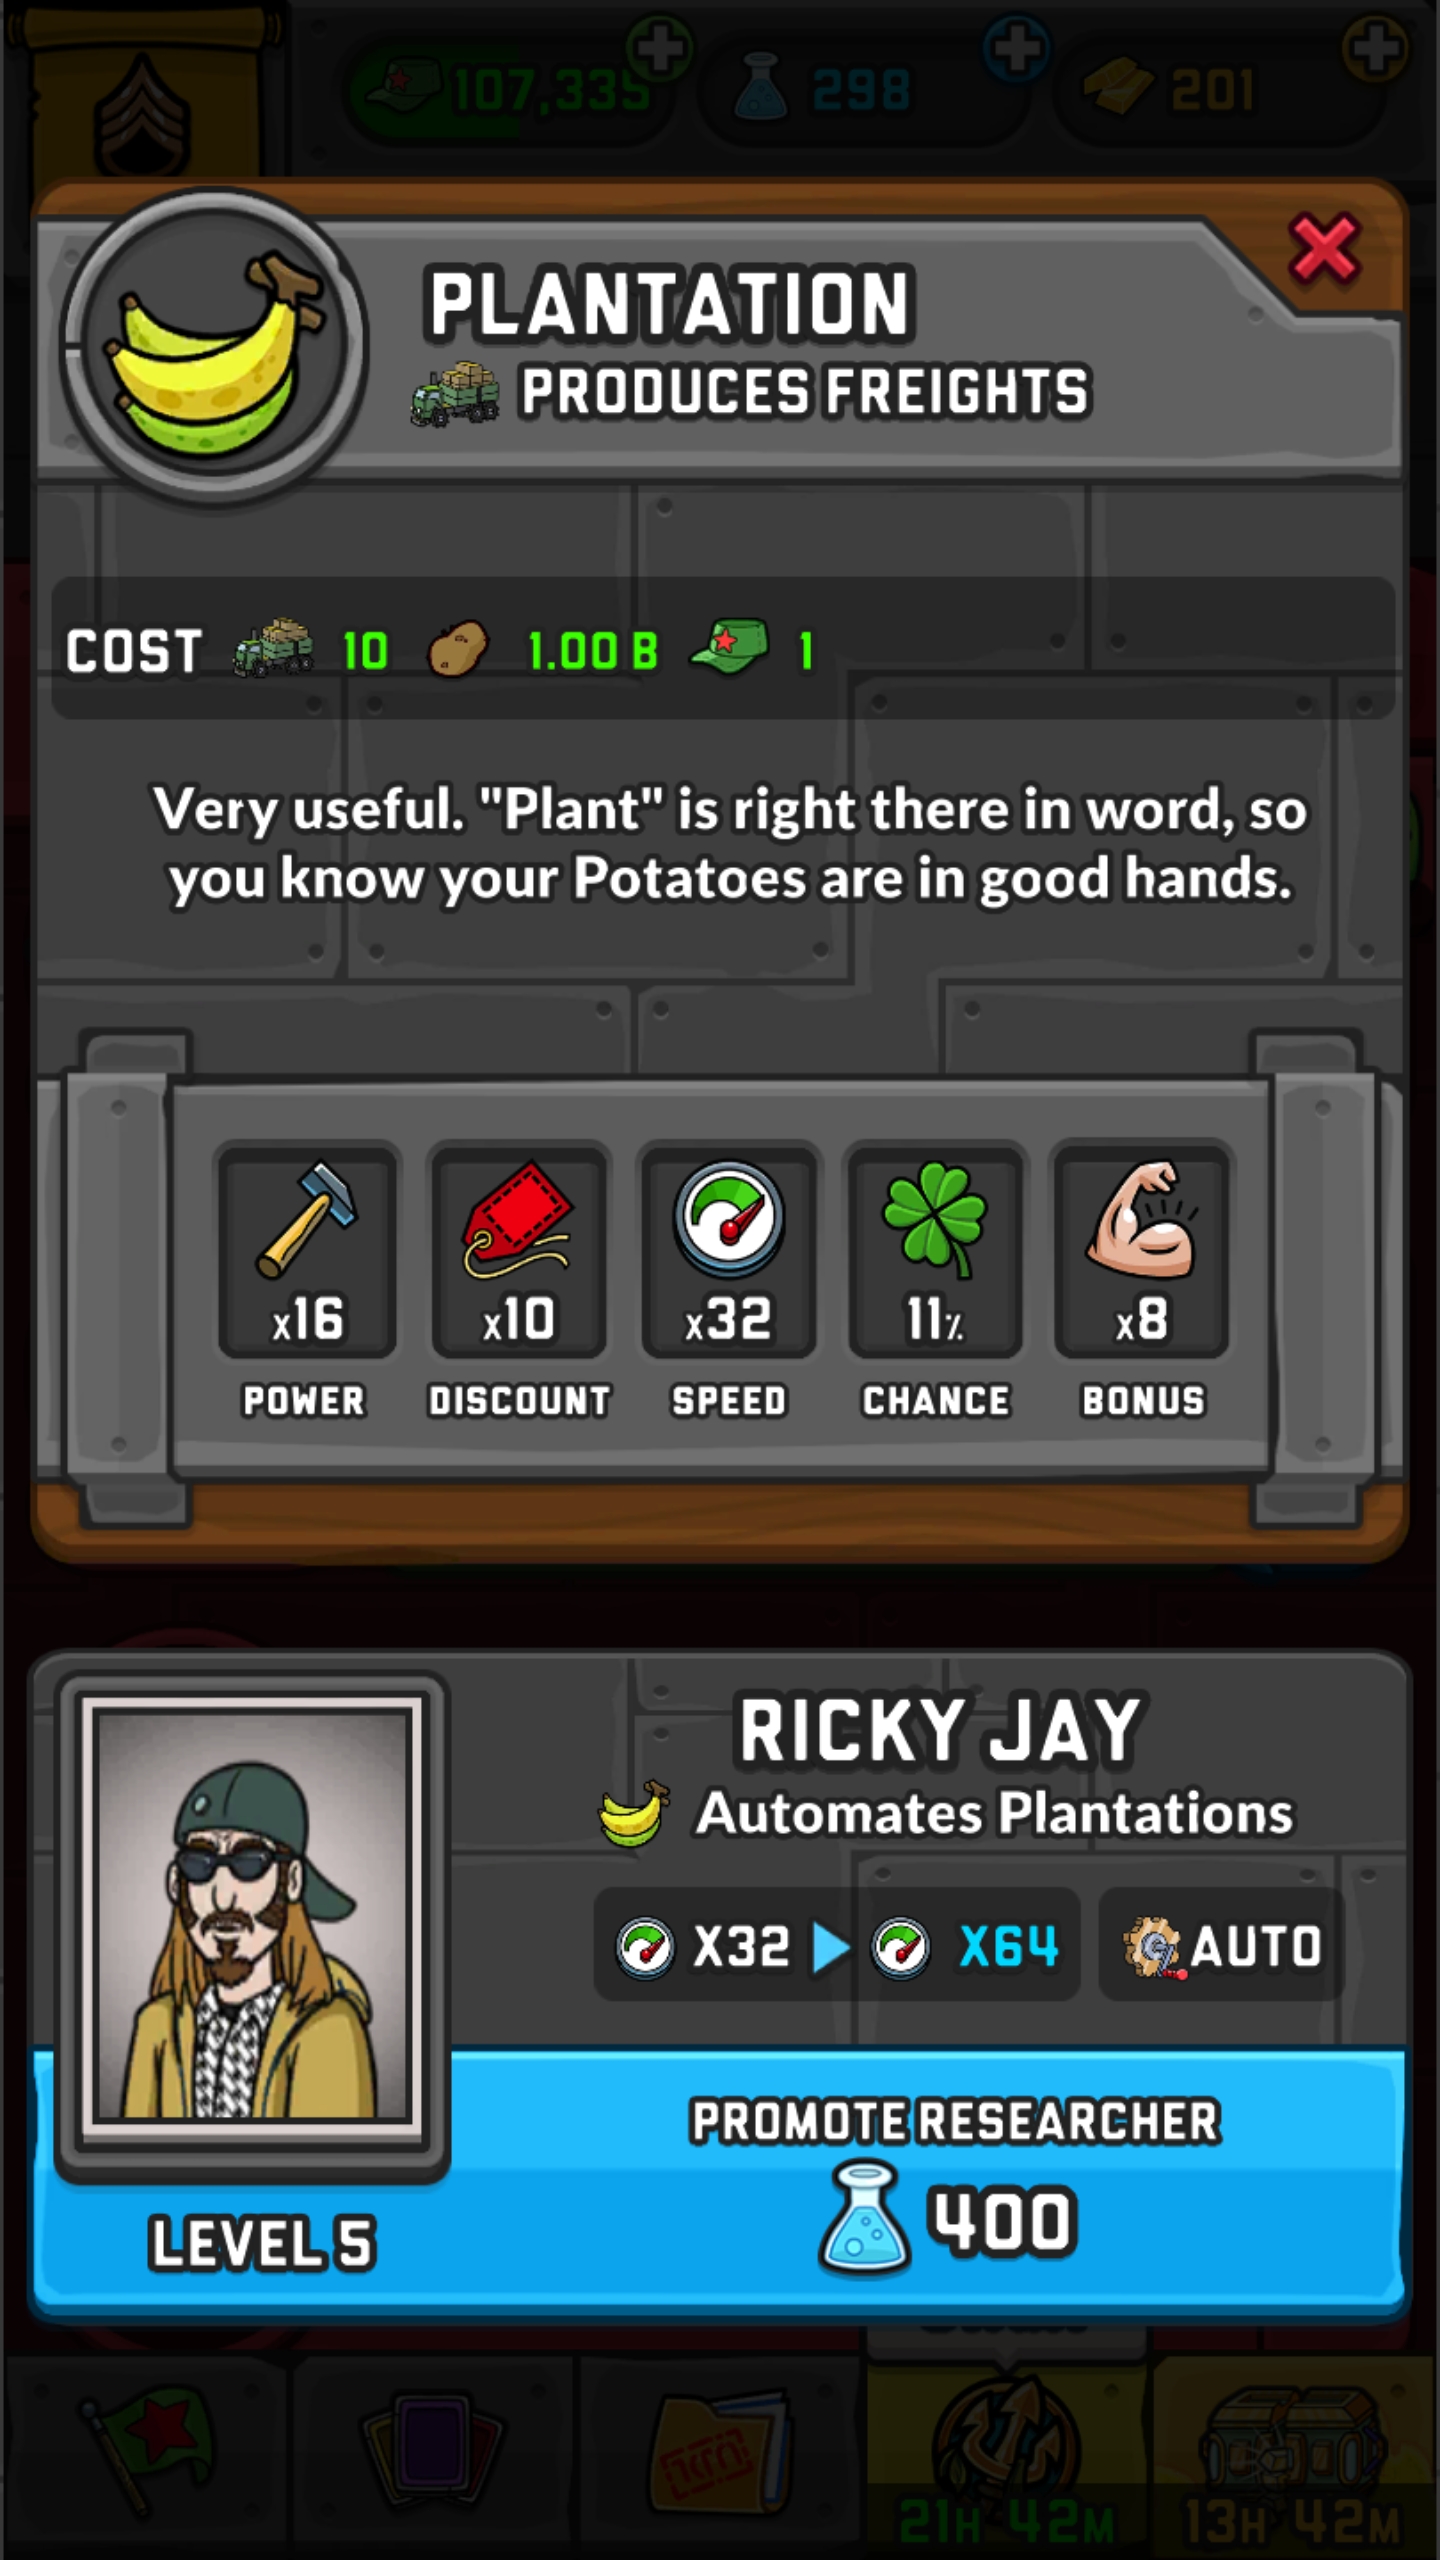 107,335 298 201
PLANTATION
PRODUCES FREIGHTS
COST 10 1.00 B 1
Very useful. "Plant" is right there in word, so
you know your Potatoes are in good hands.
x16 x10 x32 11% x8
POWER DISCOUNT SPEED CHANCE BONUS
RICKY JAY
Automates Plantations
X32 X64 AUTO
PROMOTE RESEARCHER
400
LEVEL 5
21H 42M 13H 42M